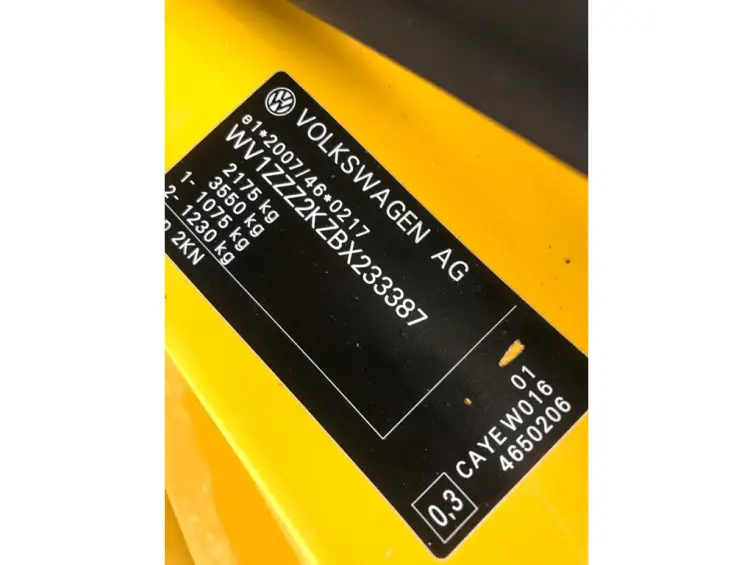 VOLKSWAGEN AG
e1*2007/46*0217
WV1ZZZ2KZBX233387
2175 kg
3550 kg
1- 1075 kg
2- 1230 kg
2KN
01
CAYE W016
4650206
0,3